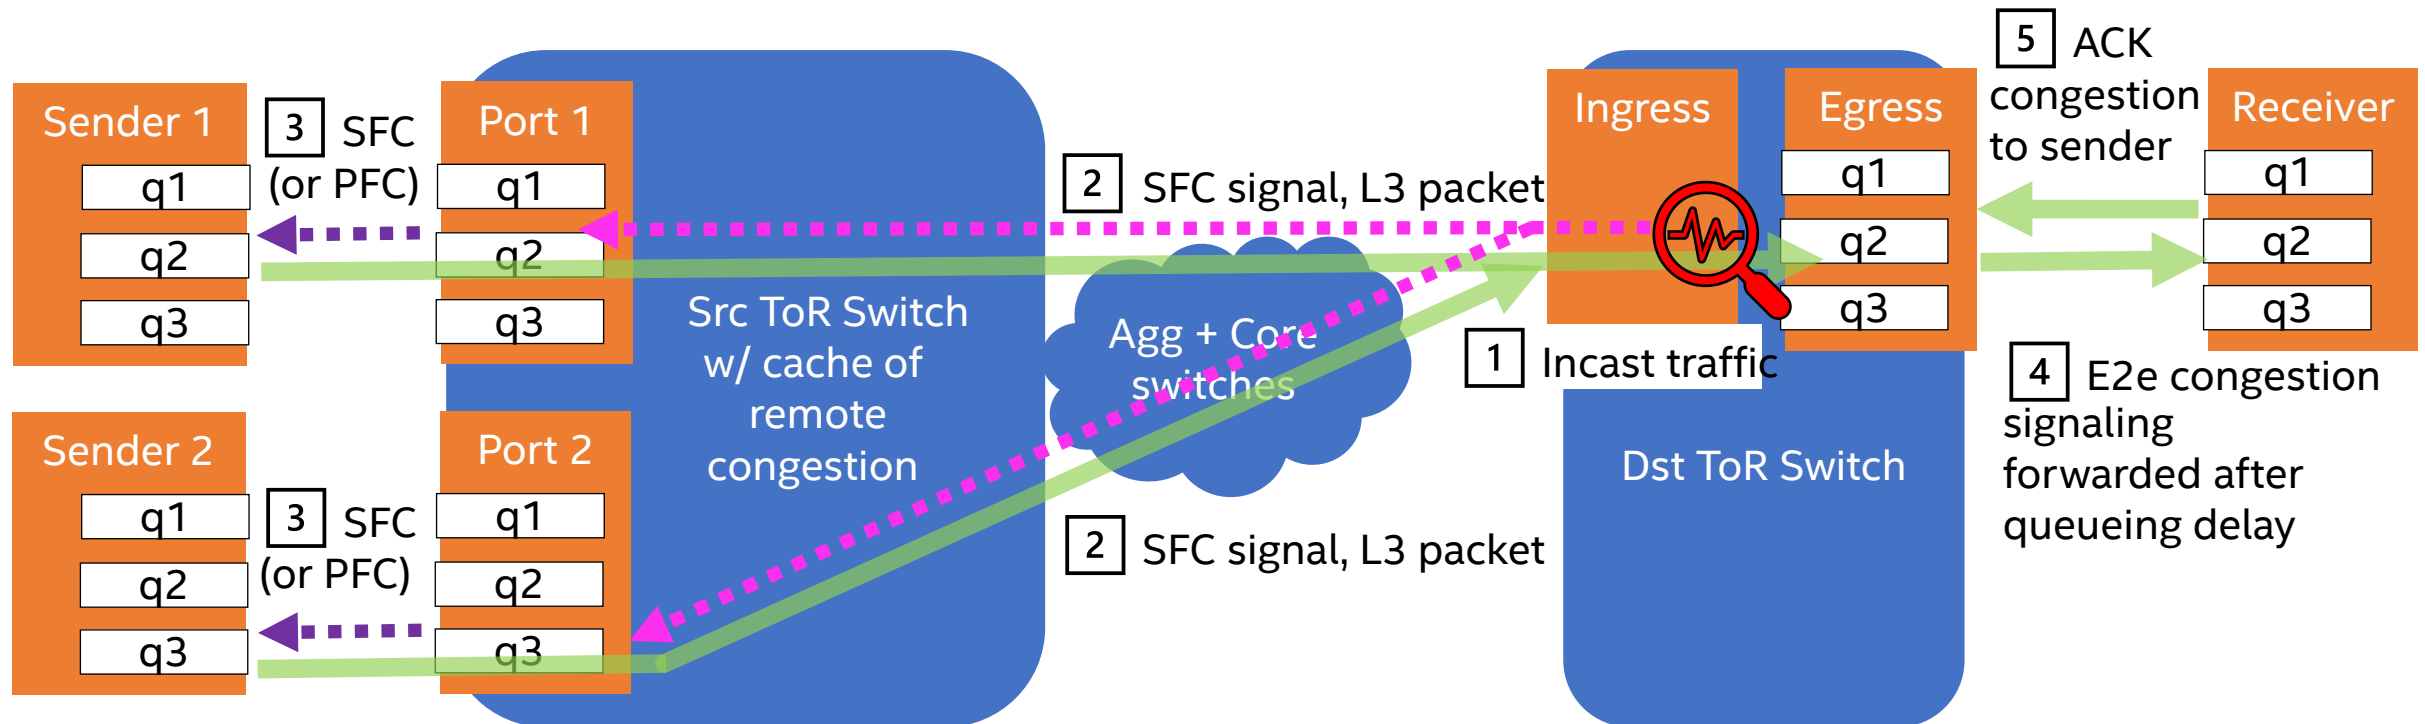 Sender 1
q1
q2
q3
3 SFC
(or PFC)
Port 1
q1
q2
q3
Sender 2
q1
q2
q3
3 SFC
(or PFC)
Port 2
q1
q2
q3
Src ToR Switch
w/ cache of
remote
congestion
2 SFC signal, L3 packet
Agg + Core
switches
2 SFC signal, L3 packet
1 Incast traffic
Ingress
Egress
q1
q2
q3
Dst ToR Switch
5 ACK
congestion
to sender
Receiver
q1
q2
q3
4 E2e congestion
signaling
forwarded after
queueing delay